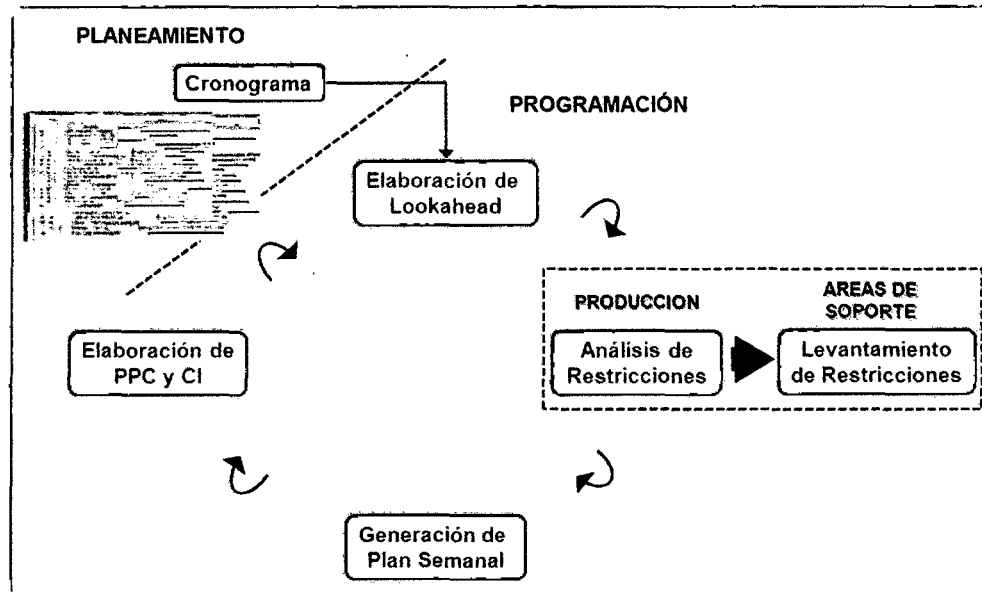 PLANEAMIENTO
Cronograma
PROGRAMACIÓN
Elaboración de
Lookahead
PRODUCCION
AREAS DE
SOPORTE
Análisis de
Restricciones
Levantamiento
de Restricciones
Elaboración de
PPC y CI
Generación de
Plan Semanal